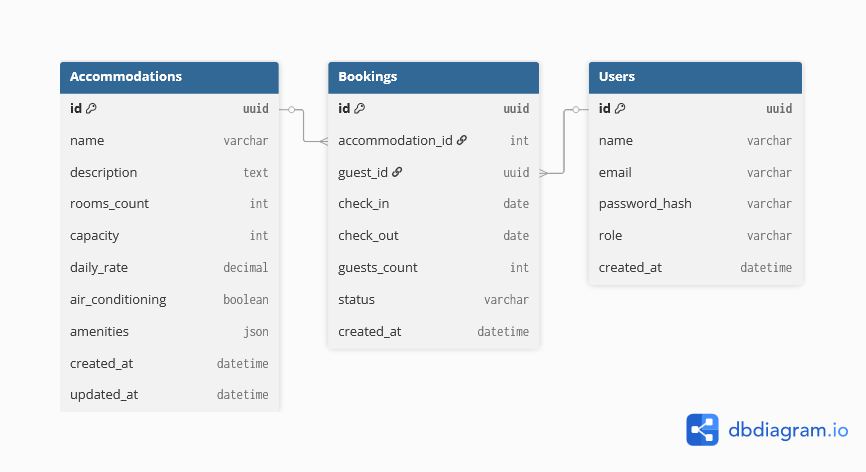 Accommodations
id uuid
name varchar
description text
rooms_count int
capacity int
daily_rate decimal
air_conditioning boolean
amenities json
created_at datetime
updated_at datetime
Bookings
id uuid
accommodation_id int
guest_id uuid
check_in date
check_out date
guests_count int
status varchar
created_at datetime
Users
id uuid
name varchar
email varchar
password_hash varchar
role varchar
created_at datetime
dbdiagram.io